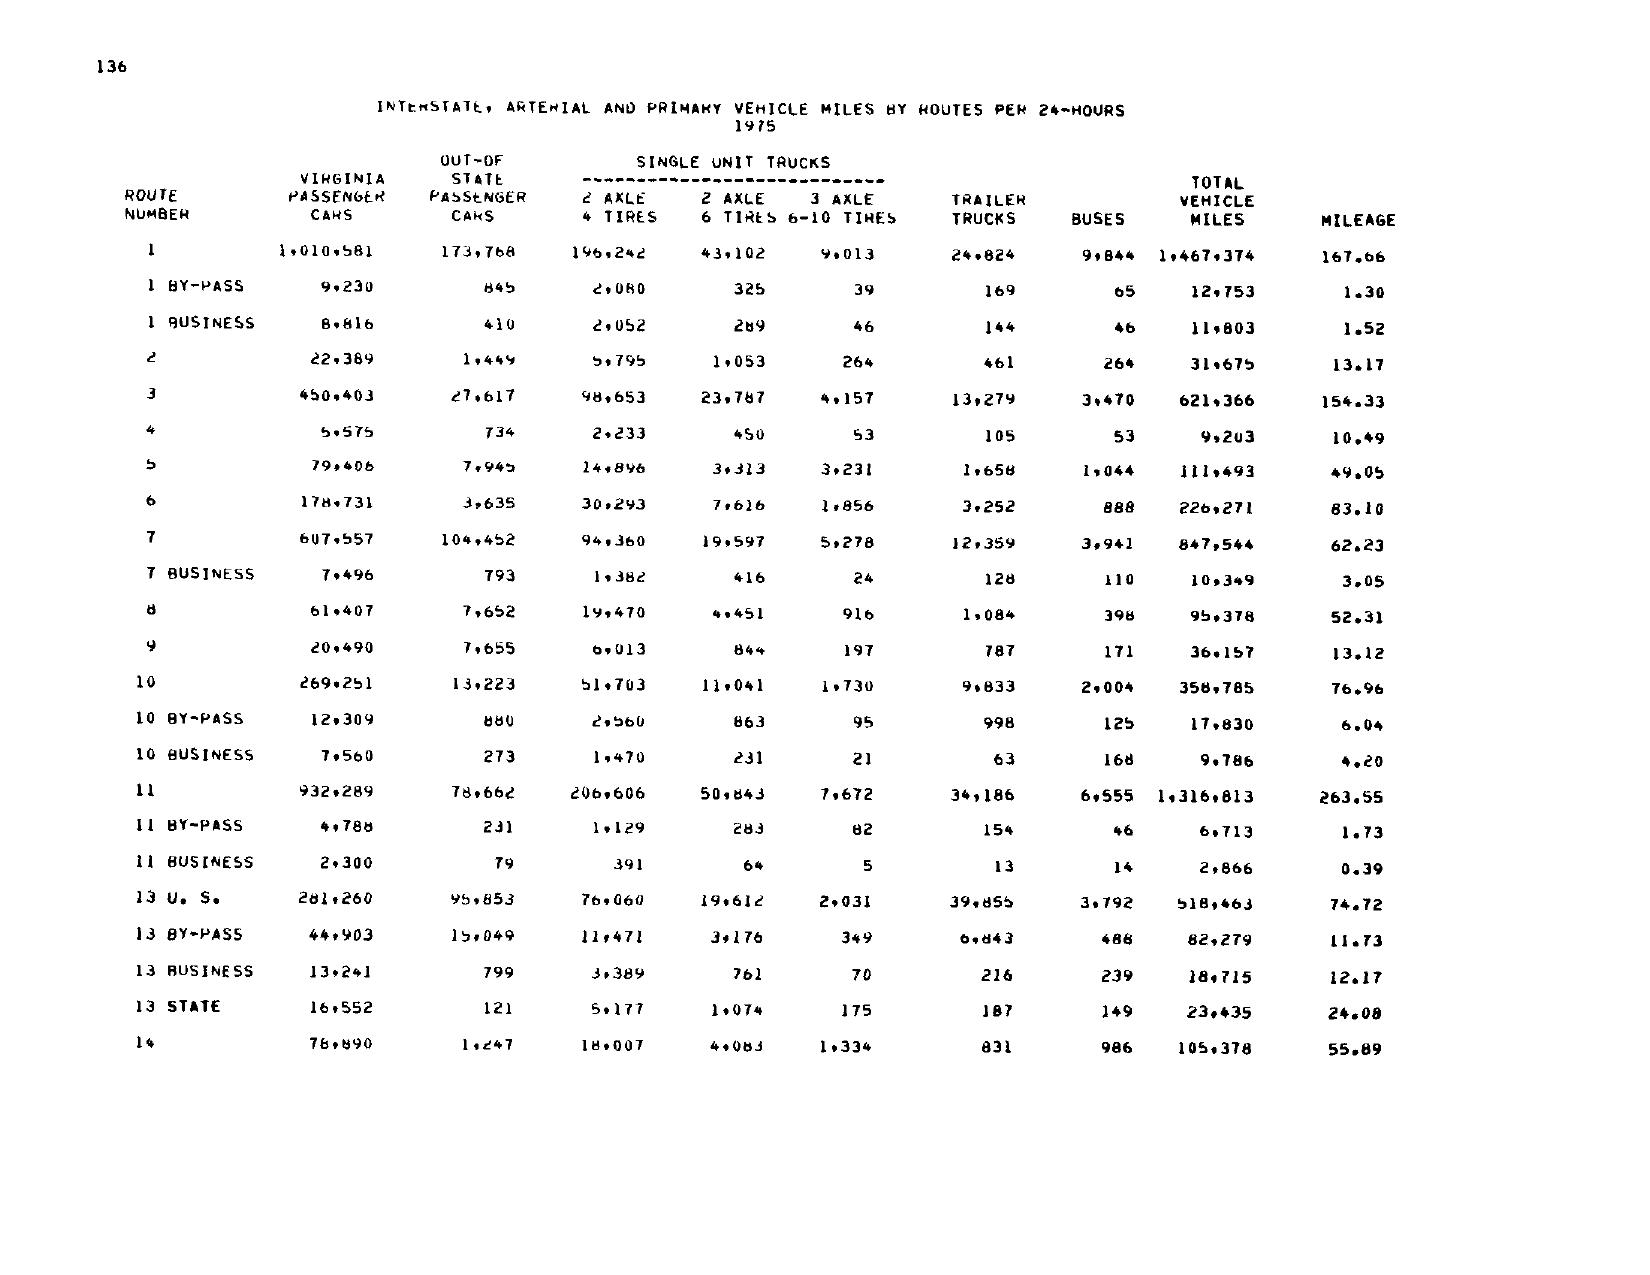 136
INTERSTATE, ARTERIAL AND PRIMARY VEHICLE MILES BY ROUTES PER 24-HOURS
1975
OUT-OF SINGLE UNIT TRUCKS
VIRGINIA STATE ---------------------------- TOTAL
ROUTE PASSENGER PASSENGER 2 AXLE 2 AXLE 3 AXLE TRAILER VEHICLE
NUMBER CARS CARS 4 TIRES 6 TIRES 6-10 TIRES TRUCKS BUSES MILES MILEAGE
1 1,010,581 173,768 196,242 43,102 9,013 24,824 9,844 1,467,374 167.66
1 BY-PASS 9,230 845 2,080 325 39 169 65 12,753 1.30
1 BUSINESS 8,816 410 2,052 289 46 144 46 11,803 1.52
2 22,389 1,449 5,795 1,053 264 461 264 31,675 13.17
3 450,403 27,617 98,653 23,787 4,157 13,279 3,470 621,366 154.33
4 5,575 734 2,233 450 53 105 53 9,203 10.49
5 79,406 7,945 14,896 3,313 3,231 1,658 1,044 111,493 49.05
6 178,731 3,635 30,293 7,616 1,856 3,252 888 226,271 83.10
7 607,557 104,452 94,360 19,597 5,278 12,359 3,941 847,544 62.23
7 BUSINESS 7,496 793 1,382 416 24 128 110 10,349 3.05
8 61,407 7,652 19,470 4,451 916 1,084 398 95,378 52.31
9 20,490 7,655 6,013 844 197 787 171 36,157 13.12
10 269,251 13,223 51,703 11,041 1,730 9,833 2,004 358,785 76.96
10 BY-PASS 12,309 880 2,560 863 95 998 125 17,830 6.04
10 BUSINESS 7,560 273 1,470 231 21 63 168 9,786 4.20
11 932,289 78,662 206,606 50,843 7,672 34,186 6,555 1,316,813 263.55
11 BY-PASS 4,788 231 1,129 283 82 154 46 6,713 1.73
11 BUSINESS 2,300 79 391 64 5 13 14 2,866 0.39
13 U. S. 281,260 95,853 76,060 19,612 2,031 39,855 3,792 518,463 74.72
13 BY-PASS 44,903 15,049 11,471 3,176 349 6,843 488 82,279 11.73
13 BUSINESS 13,241 799 3,389 761 70 216 239 18,715 12.17
13 STATE 16,552 121 5,177 1,074 175 187 149 23,435 24.08
14 78,890 1,247 18,007 4,083 1,334 831 986 105,378 55.89